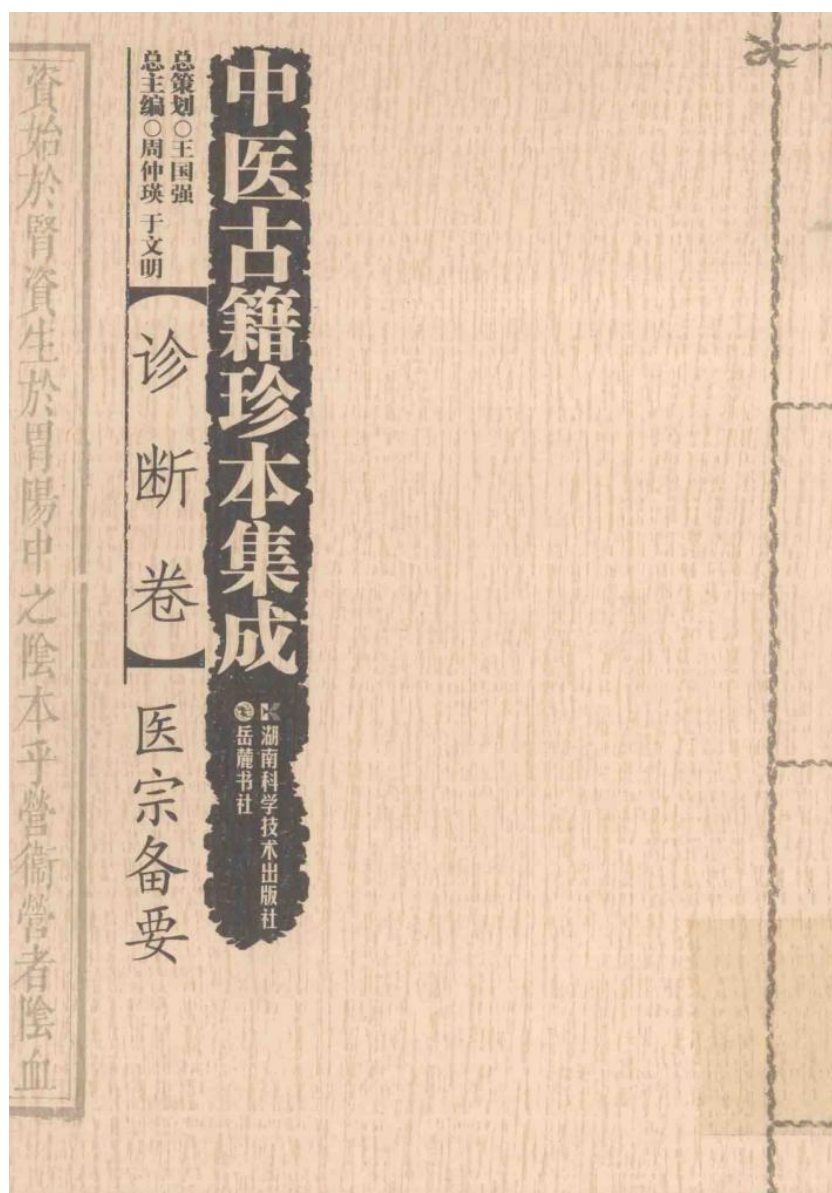 中医古籍珍本集成
总策划○王国强
总主编○周仲瑛 于文明
【诊断卷】
医宗备要
湖南科学技术出版社
岳麓书社
資始於腎資生於胃陽中之陰本乎營衞營者陰血